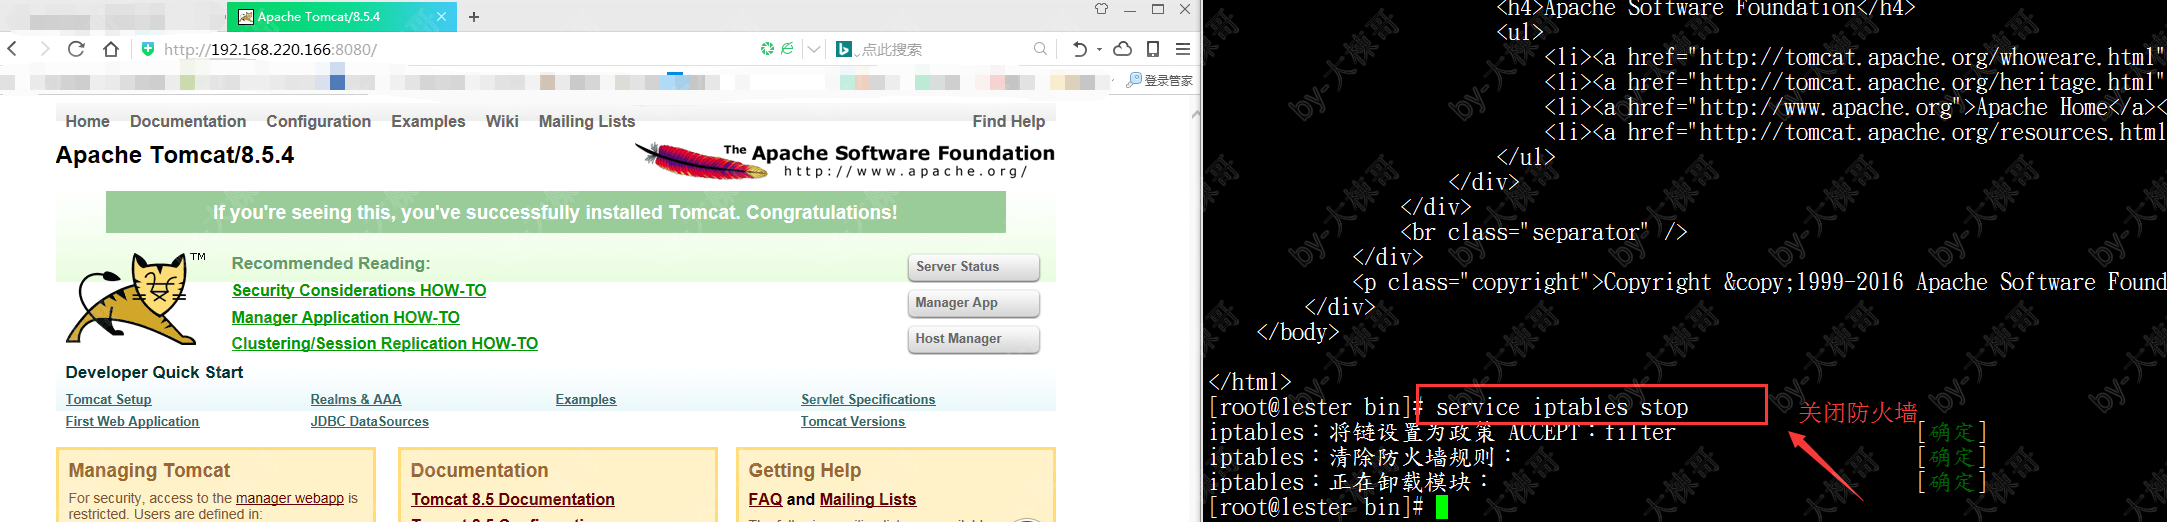 Apache Tomcat/8.5.4
http://192.168.220.166:8080/
点此搜索
登录管家
Home Documentation Configuration Examples Wiki Mailing Lists Find Help
Apache Tomcat/8.5.4
The Apache Software Foundation
http://www.apache.org/
If you're seeing this, you've successfully installed Tomcat. Congratulations!
TM
Recommended Reading:
Security Considerations HOW-TO
Manager Application HOW-TO
Clustering/Session Replication HOW-TO
Server Status
Manager App
Host Manager
Developer Quick Start
Tomcat Setup Realms & AAA Examples Servlet Specifications
First Web Application JDBC DataSources Tomcat Versions
Managing Tomcat
For security, access to the manager webapp is
restricted. Users are defined in:
Documentation
Tomcat 8.5 Documentation
Tomcat 8.5 Configuration
Getting Help
FAQ and Mailing Lists
<h4>Apache Software Foundation</h4>
<ul>
<li><a href="http://tomcat.apache.org/whoweare.html"
<li><a href="http://tomcat.apache.org/heritage.html"
<li><a href="http://www.apache.org">Apache Home</a><
<li><a href="http://tomcat.apache.org/resources.html
</ul>
</div>
</div>
<br class="separator" />
</div>
<p class="copyright">Copyright &copy;1999-2016 Apache Software Found
</div>
</body>
</html>
[root@lester bin]# service iptables stop
关闭防火墙
iptables：将链设置为政策 ACCEPT：filter [确定]
iptables：清除防火墙规则： [确定]
iptables：正在卸载模块： [确定]
[root@lester bin]#
by-大楝哥